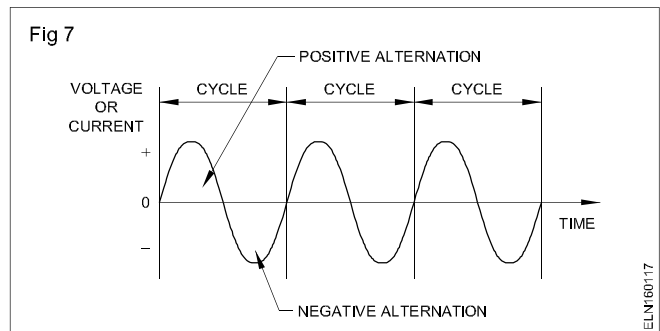 Fig 7
POSITIVE ALTERNATION
VOLTAGE
OR
CURRENT
CYCLE CYCLE CYCLE
+
0
–
TIME
NEGATIVE ALTERNATION
ELN160117